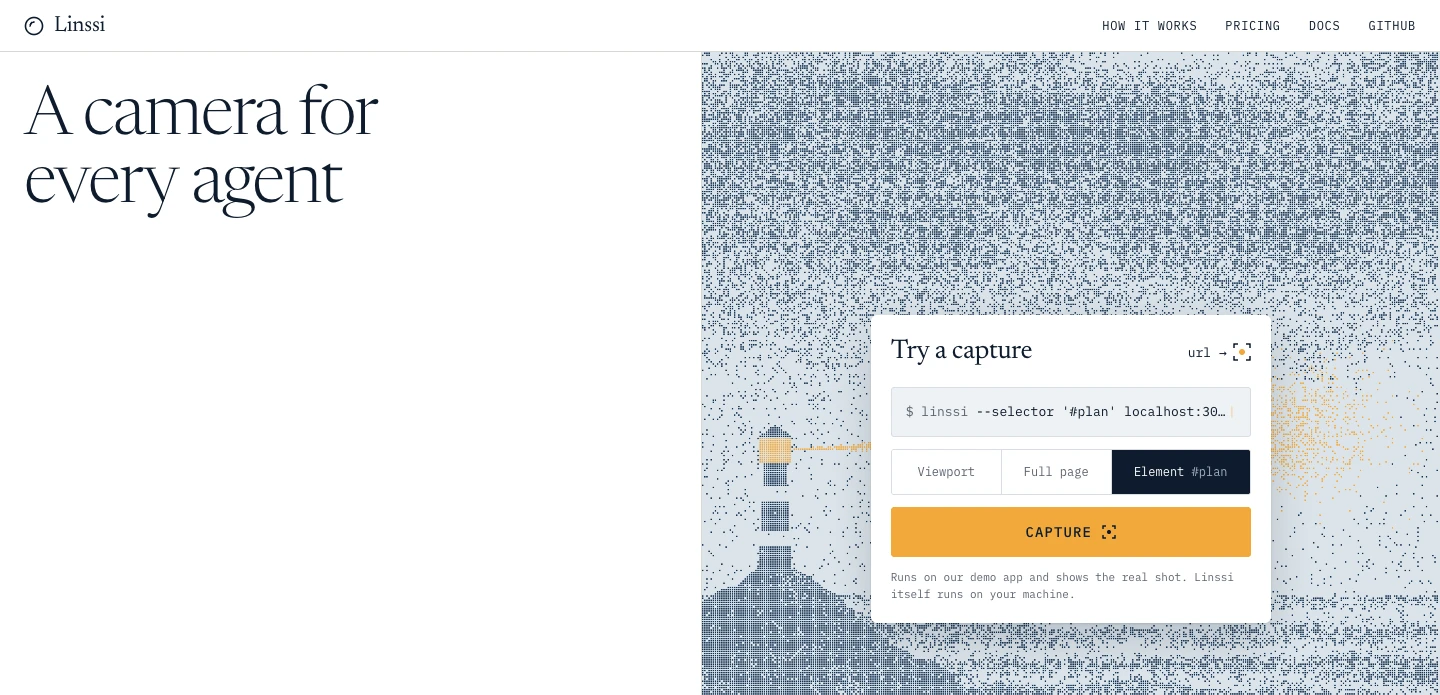 Linssi
HOW IT WORKS
PRICING
DOCS
GITHUB
A camera for
every agent
Try a capture
url →
$ linssi --selector '#plan' localhost:30…
Viewport
Full page
Element #plan
CAPTURE
Runs on our demo app and shows the real shot. Linssi
itself runs on your machine.